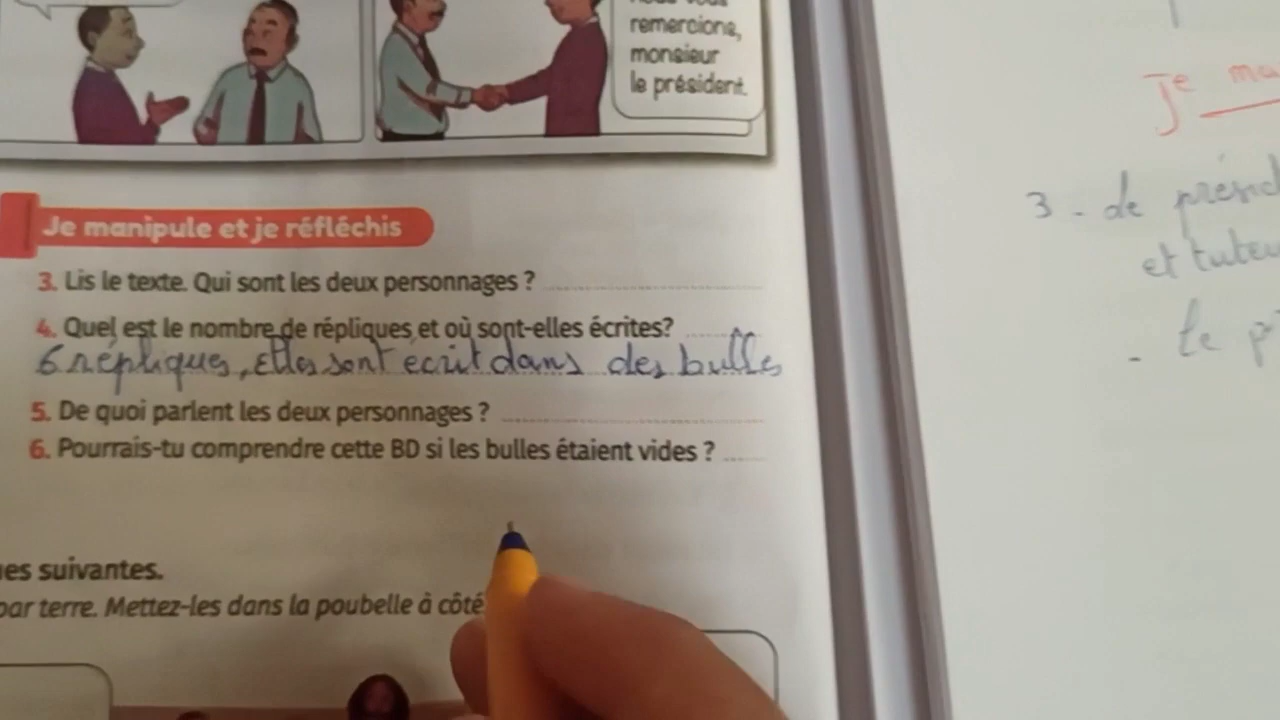 remercions,
monsieur
le président.
Je
3 - de
et
- le
Je manipule et je réfléchis
3. Lis le texte. Qui sont les deux personnages ?
4. Quel est le nombre de répliques et où sont-elles écrites?
6 répliques, Elles sont écrit dans des bulles
5. De quoi parlent les deux personnages ?
6. Pourrais-tu comprendre cette BD si les bulles étaient vides ?
suivantes.
par terre. Mettez-les dans la poubelle à côté